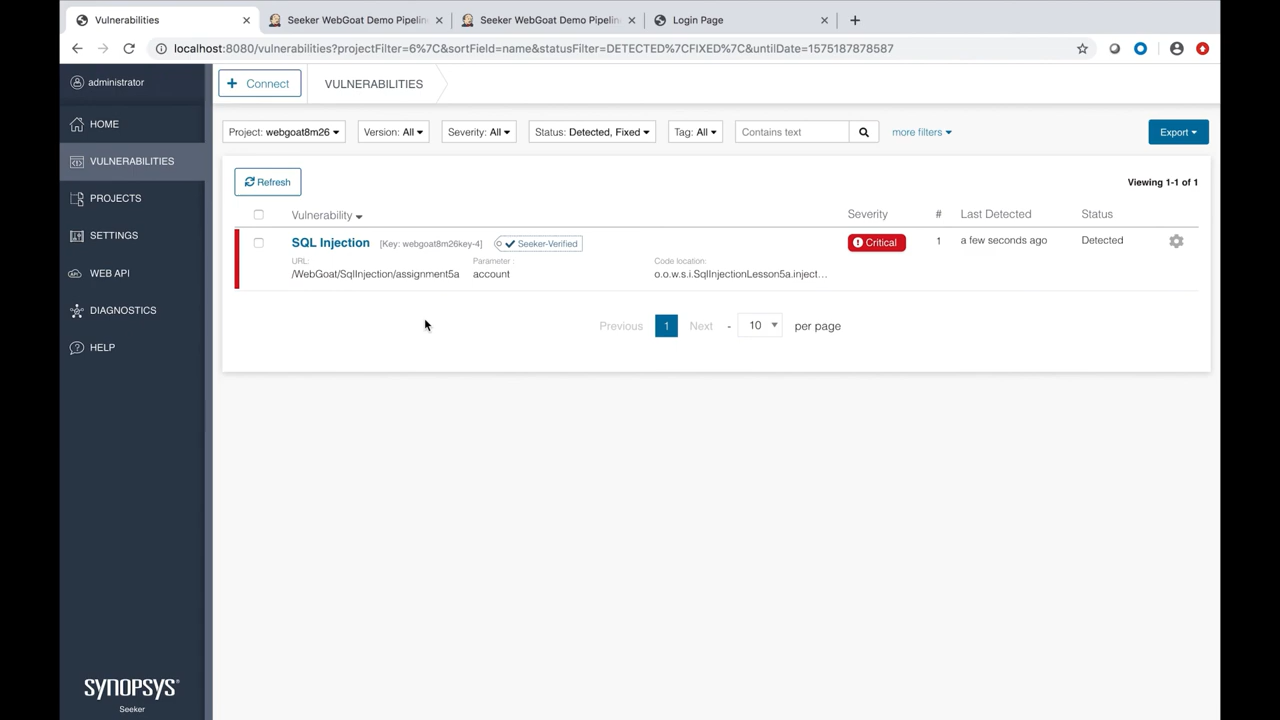 Vulnerabilities
Seeker WebGoat Demo Pipelin
Seeker WebGoat Demo Pipelin
Login Page
localhost:8080/vulnerabilities?projectFilter=6%7C&sortField=name&statusFilter=DETECTED%7CFIXED%7C&untilDate=1575187878587
administrator
Connect
VULNERABILITIES
HOME
VULNERABILITIES
PROJECTS
SETTINGS
WEB API
DIAGNOSTICS
HELP
Project: webgoat8m26
Version: All
Severity: All
Status: Detected, Fixed
Tag: All
Contains text
more filters
Export
Refresh
Viewing 1-1 of 1
Vulnerability
Severity
#
Last Detected
Status
SQL Injection
[Key: webgoat8m26key-4]
Seeker-Verified
Critical
1
a few seconds ago
Detected
URL:
Parameter :
Code location:
/WebGoat/SqlInjection/assignment5a
account
o.o.w.s.i.SqlInjectionLesson5a.inject...
Previous
1
Next
-
10
per page
SYNOPSYS®
Seeker